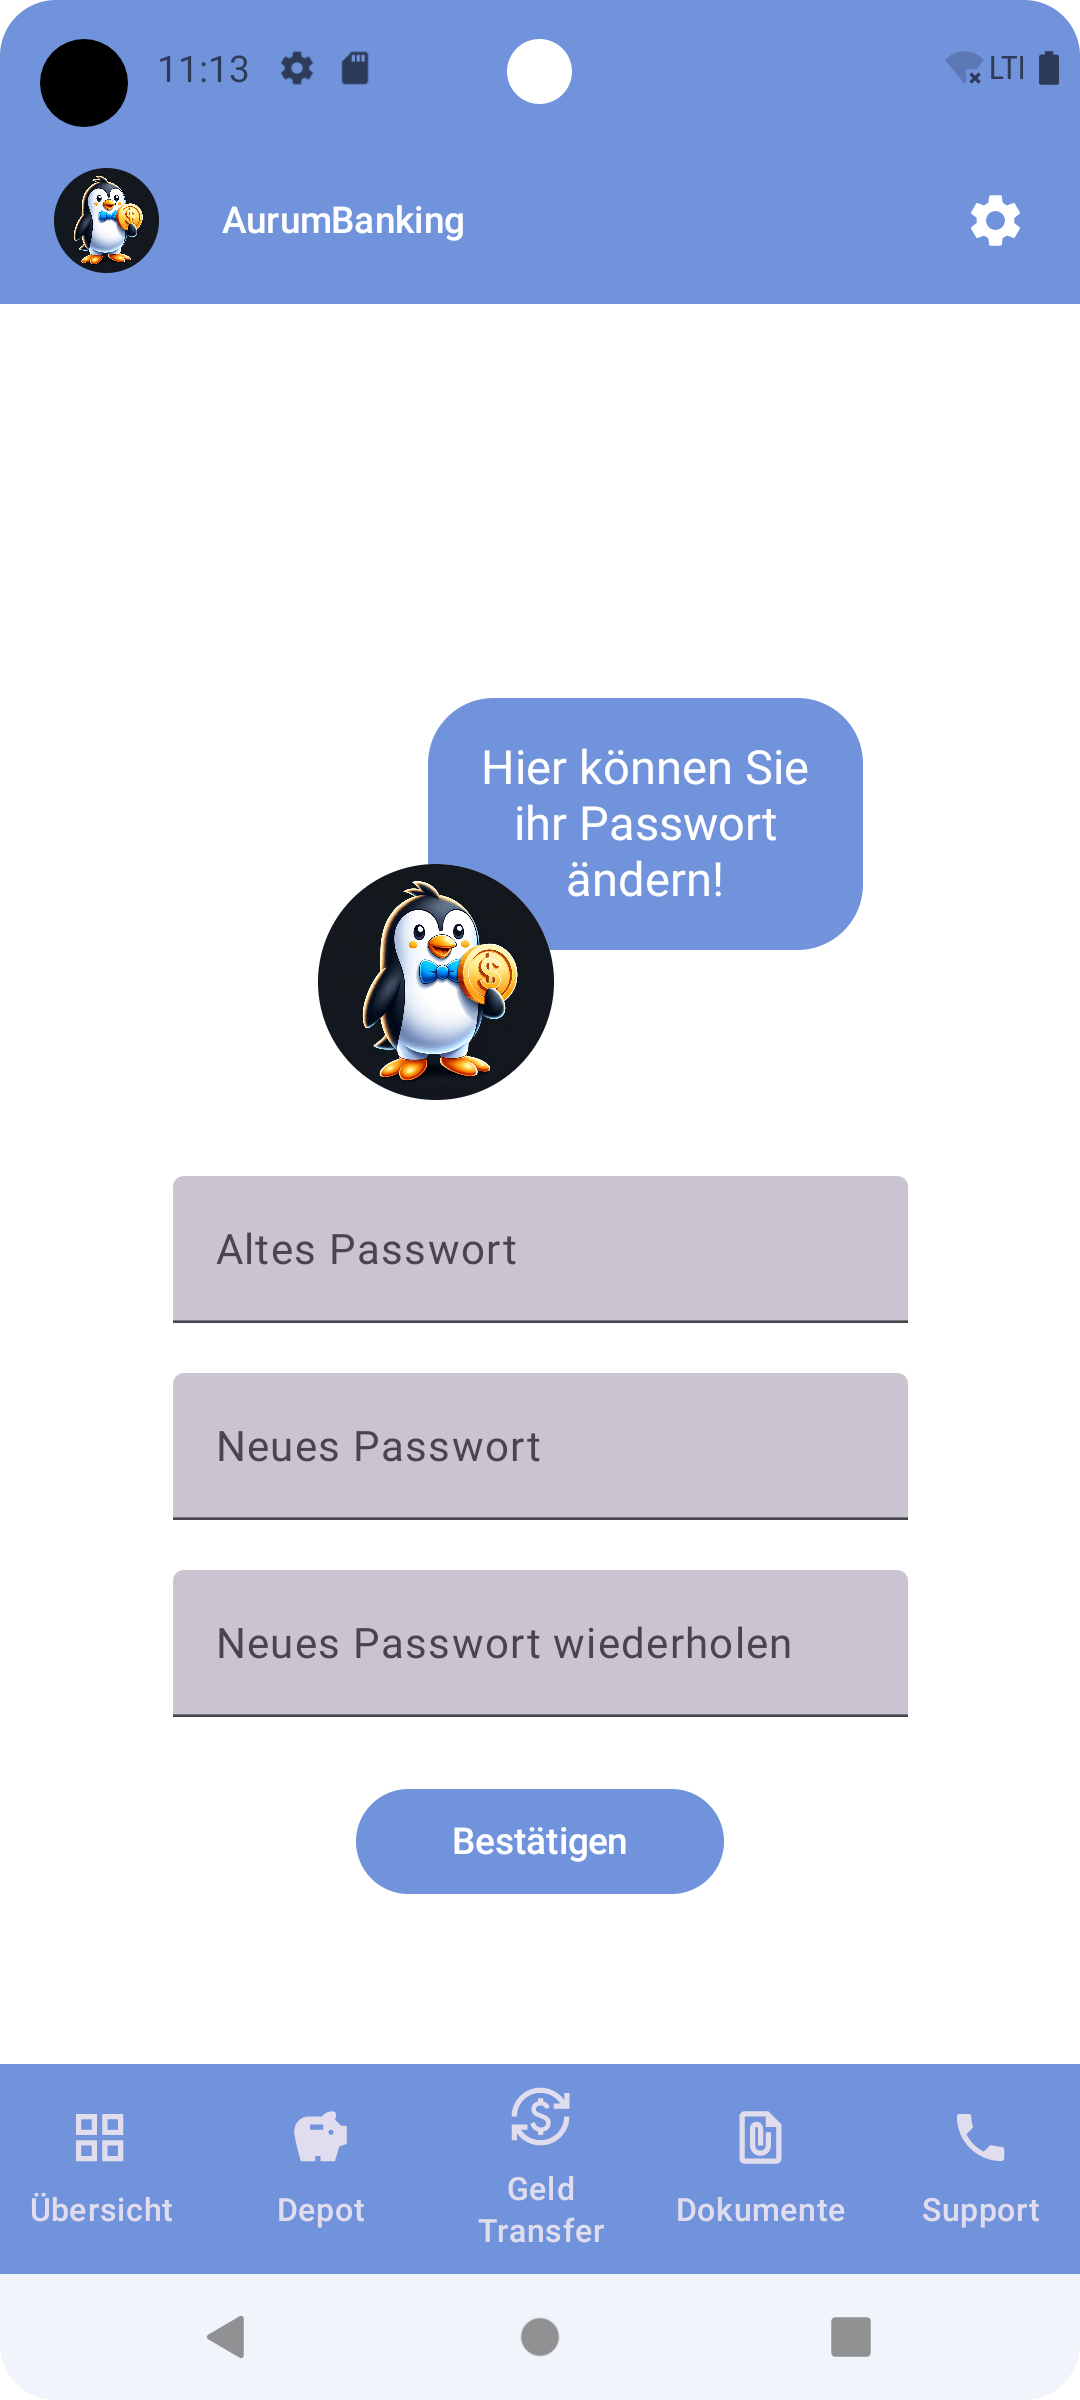 11:13
LTI
AurumBanking
Hier können Sie
ihr Passwort
ändern!
Altes Passwort
Neues Passwort
Neues Passwort wiederholen
Bestätigen
Übersicht
Depot
Geld
Transfer
Dokumente
Support